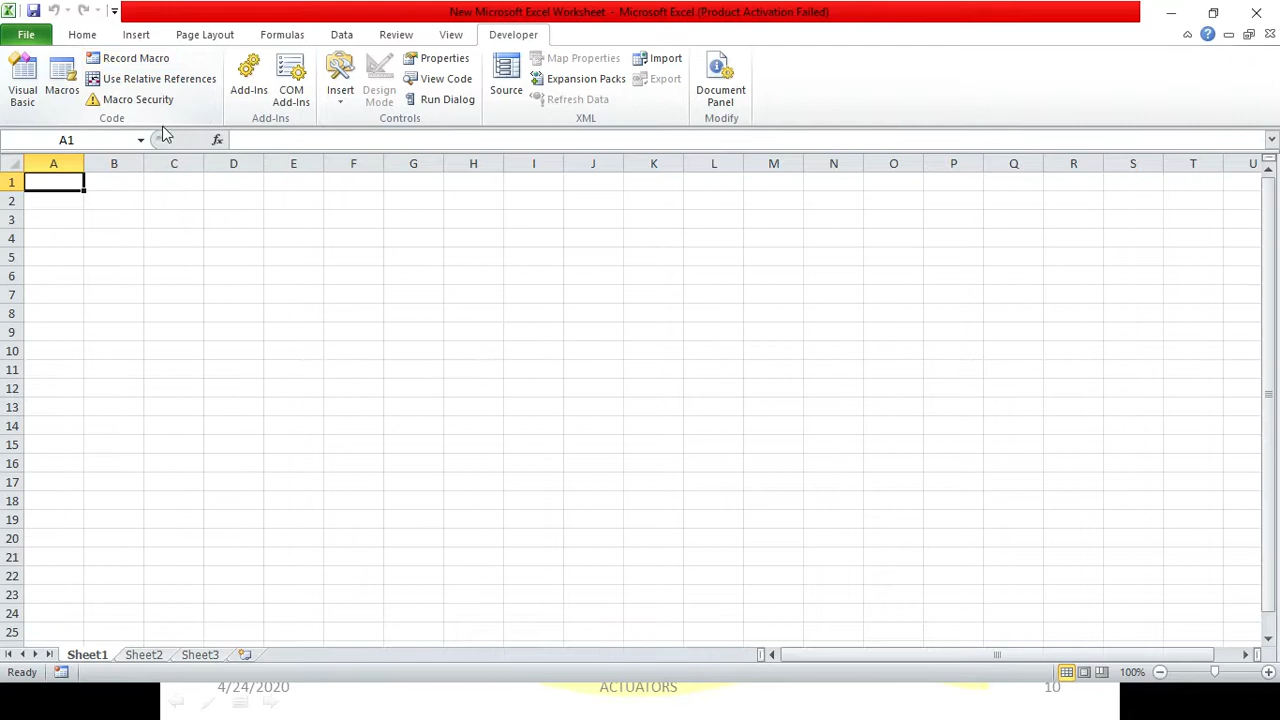 New Microsoft Excel Worksheet - Microsoft Excel (Product Activation Failed)
File Home Insert Page Layout Formulas Data Review View Developer
Visual Basic
Macros
Record Macro
Use Relative References
Macro Security
Code
Add-Ins
COM Add-Ins
Add-Ins
Insert
Design Mode
Properties
View Code
Run Dialog
Controls
Source
Map Properties
Expansion Packs
Refresh Data
Import
Export
XML
Document Panel
Modify
A1 fx
A B C D E F G H I J K L M N O P Q R S T U
1
2
3
4
5
6
7
8
9
10
11
12
13
14
15
16
17
18
19
20
21
22
23
24
25
Sheet1 Sheet2 Sheet3
Ready 100%
4/24/2020 ACTUATORS 10